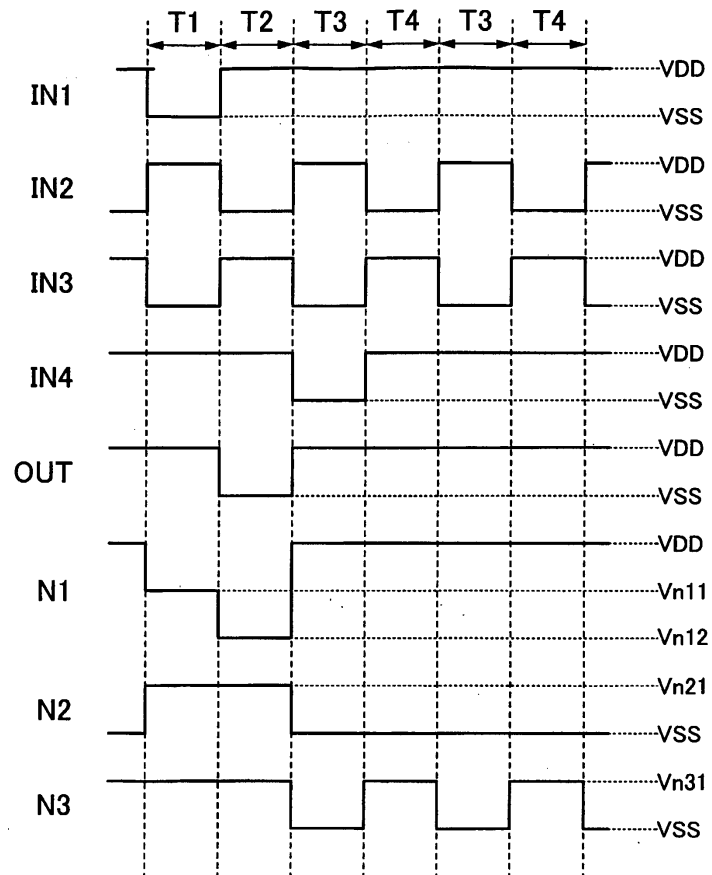 T1 T2 T3 T4 T3 T4
IN1
VDD
VSS
IN2
VDD
VSS
IN3
VDD
VSS
IN4
VDD
VSS
OUT
VDD
VSS
N1
VDD
Vn11
Vn12
N2
Vn21
VSS
N3
Vn31
VSS